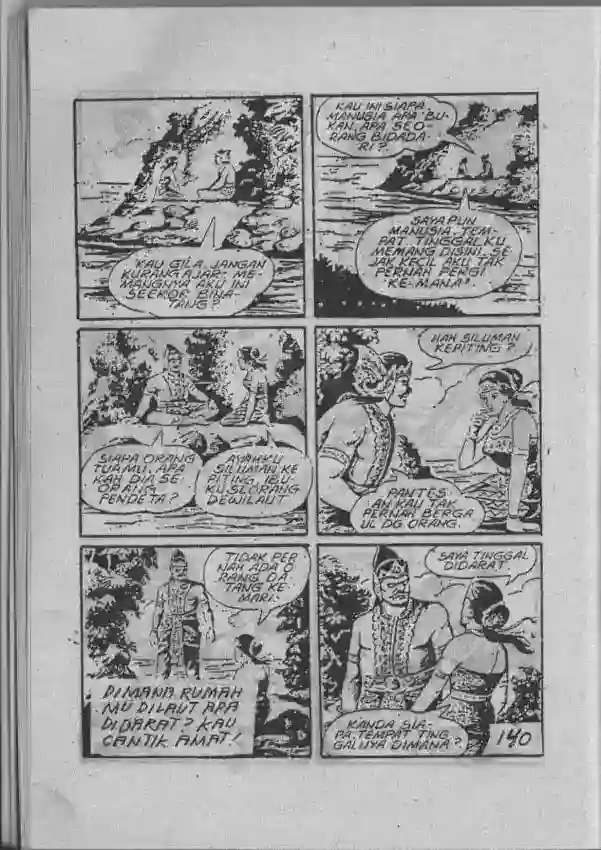 KAU GILA. JANGAN
KURANG AJAR. ME-
MANGNYA AKU INI
SEEKOR BINA-
TANG?
KAU INI SIAPA
MANUSIA APA BU-
KAN. APA SEO-
RANG BIDADA-
RI?
SAYA PUN
MANUSIA. TEM-
PAT TINGGALKU
MEMANG DISINI. SE
JAK KECIL AKU TAK
PERNAH PERGI
KE-MANA².
SIAPA ORANG
TUAMU. APA
KAH DIA SE
ORANG
PENDETA?
AYAHKU
SILUMAN KE
PITING IBU-
KU SEORANG
DEWI LAUT
HAH SILUMAN
KEPITING?
PANTES
AN KAU TAK
PERNAH BERGA
UL DG ORANG.
TIDAK PER
NAH ADA O
RANG DA-
TANG KE-
MARI.
DIMANA RUMAH
MU DILAUT APA
DIDARAT? KAU
CANTIK AMAT!
SAYA TINGGAL
DIDARAT
KANDA SIA-
PA. TEMPAT TING
GALNYA DIMANA?
140